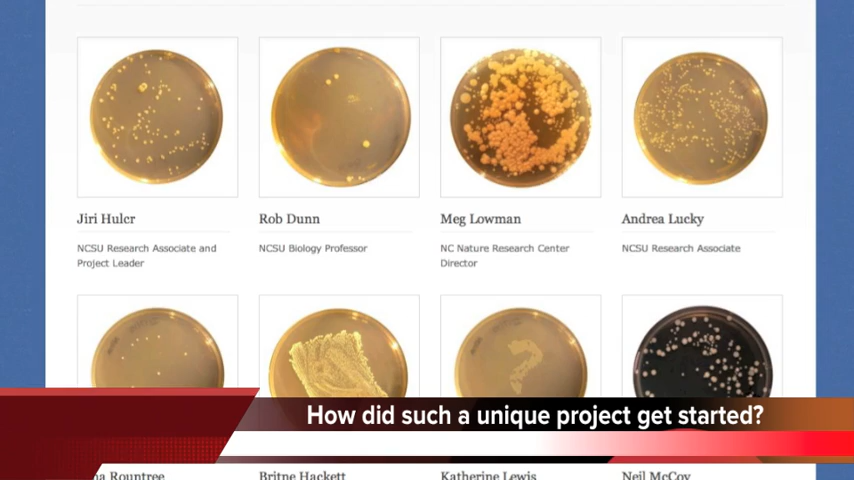 Jiri Hulcr
Rob Dunn
Meg Lowman
Andrea Lucky
NCSU Research Associate and
Project Leader
NCSU Biology Professor
NC Nature Research Center
Director
NCSU Research Associate
How did such a unique project get started?
Rountree
Britne Hackett
Katherine Lewis
Neil McCoy